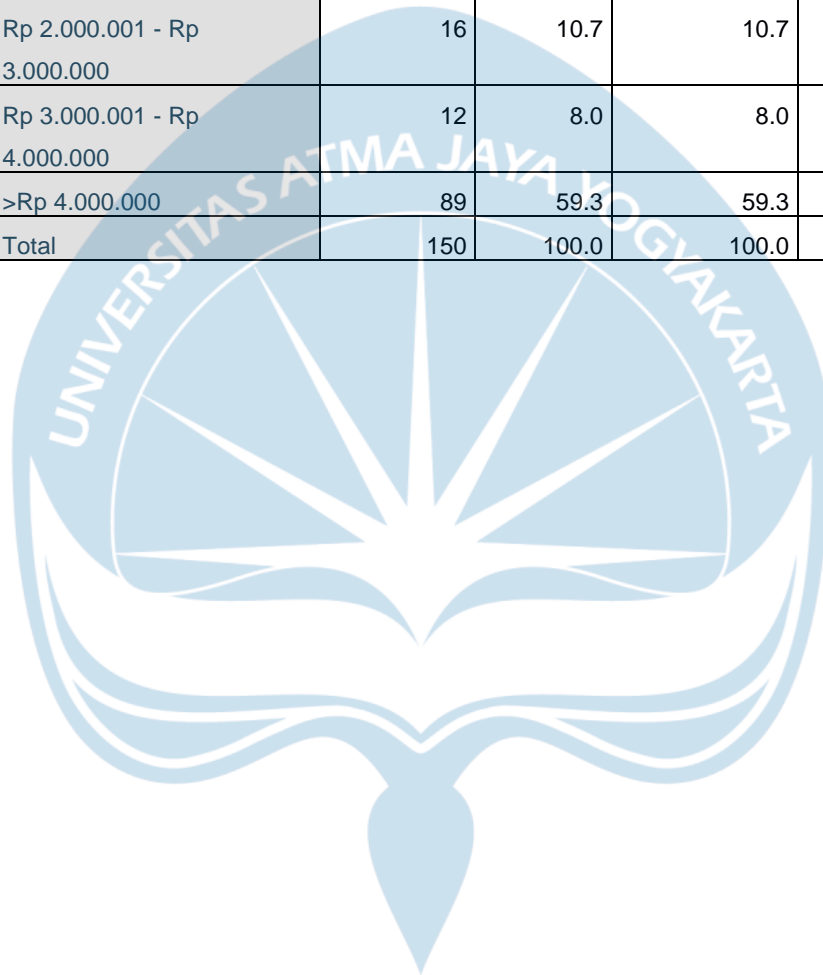 Rp 2.000.001 - Rp 16 10.7 10.7
3.000.000
Rp 3.000.001 - Rp 12 8.0 8.0
4.000.000
>Rp 4.000.000 89 59.3 59.3
Total 150 100.0 100.0
UNIVERSITAS ATMA JAYA YOGYAKARTA